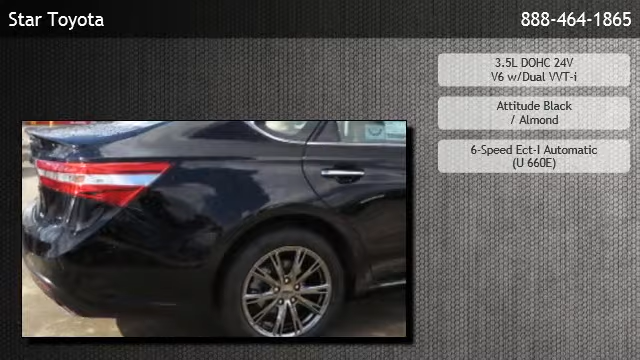 Star Toyota
888-464-1865
3.5L DOHC 24V
V6 w/Dual VVT-i
Attitude Black
/ Almond
6-Speed Ect-I Automatic
(U 660E)